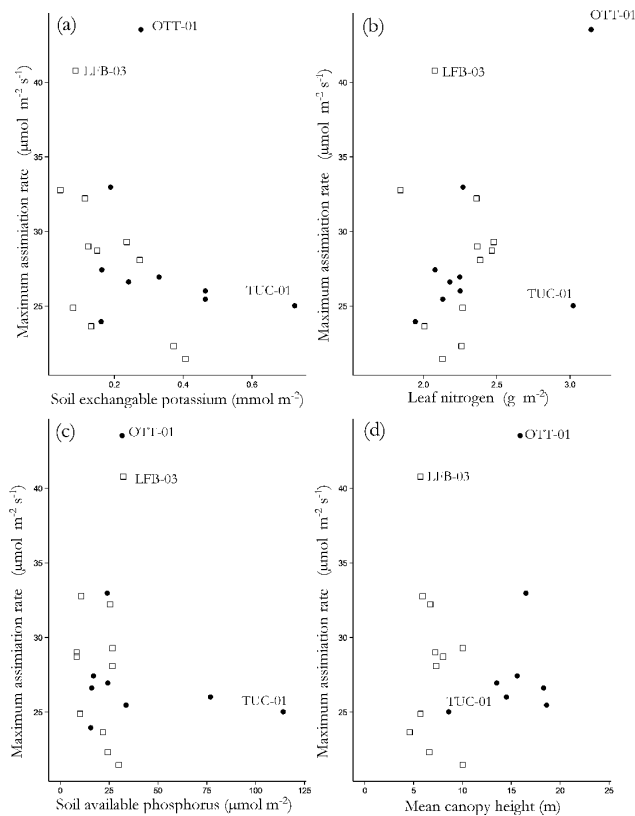 (a)
OTT-01
LFB-03
TUC-01
40
35
30
25
0.2
0.4
0.6
Maximum assimiation rate (μmol m-2 s-1)
Soil exchangable potassium (mmol m-2)
(b)
OTT-01
LFB-03
TUC-01
40
35
30
25
2.0
2.5
3.0
Maximum assimiation rate (μmol m-2 s-1)
Leaf nitrogen (g m-2)
(c)
OTT-01
LFB-03
TUC-01
40
35
30
25
0
25
50
75
100
125
Maximum assimiation rate (μmol m-2 s-1)
Soil available phosphorus (μmol m-2)
(d)
OTT-01
LFB-03
TUC-01
40
35
30
25
0
5
10
15
20
25
Maximum assimiation rate (μmol m-2 s-1)
Mean canopy height (m)